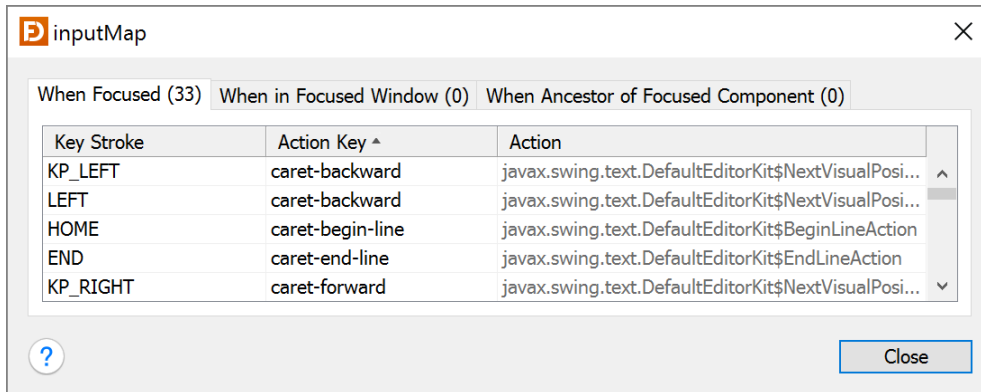 inputMap
When Focused (33) When in Focused Window (0) When Ancestor of Focused Component (0)
Key Stroke Action Key Action
KP_LEFT caret-backward javax.swing.text.DefaultEditorKit$NextVisualPosi...
LEFT caret-backward javax.swing.text.DefaultEditorKit$NextVisualPosi...
HOME caret-begin-line javax.swing.text.DefaultEditorKit$BeginLineAction
END caret-end-line javax.swing.text.DefaultEditorKit$EndLineAction
KP_RIGHT caret-forward javax.swing.text.DefaultEditorKit$NextVisualPosi...
? Close